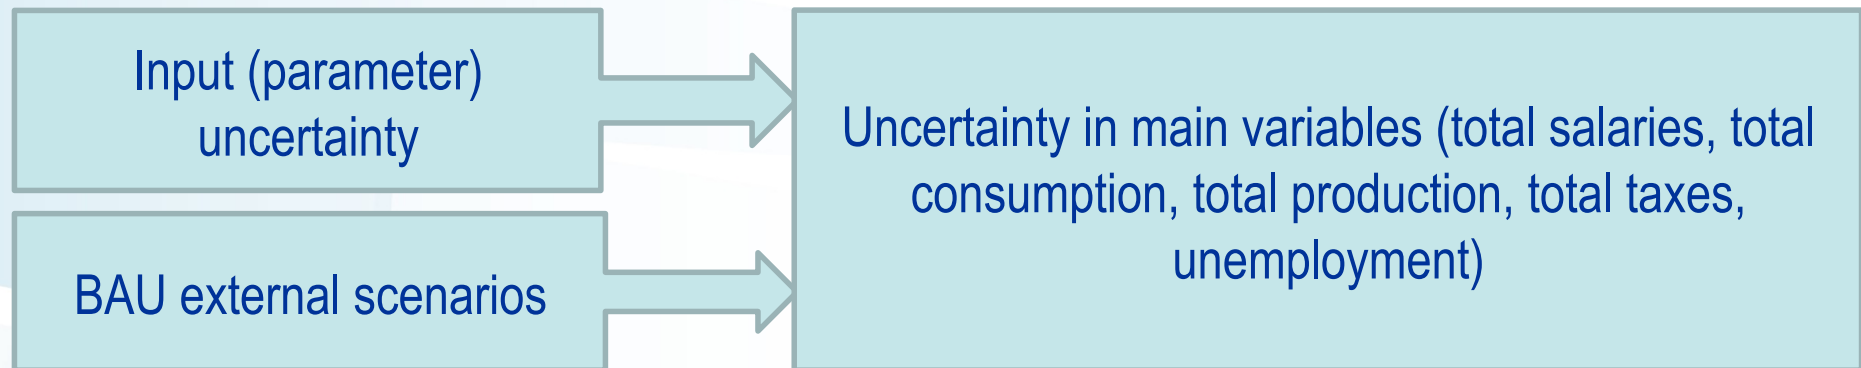 Input (parameter)
uncertainty
BAU external scenarios
Uncertainty in main variables (total salaries, total
consumption, total production, total taxes,
unemployment)